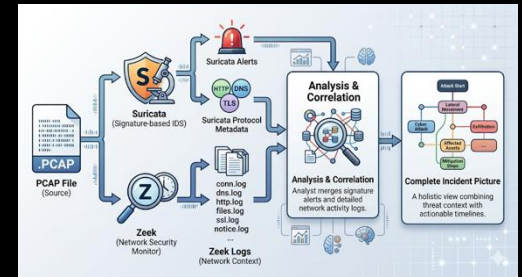 .PCAP
PCAP File
(Source)
S
Suricata
(Signature-based IDS)
Z
Zeek
(Network Security
Monitor)
Suricata Alerts
HTTP
DNS
TLS
Suricata Protocol
Metadata
conn.log
dns.log
http.log
files.log
ssl.log
notice.log
...
Zeek Logs
(Network Context)
Analysis &
Correlation
Analysis & Correlation
Analyst merges signature
alerts and detailed
network activity logs.
Attack Start
Lateral
Movement
Cyber
Attack
Exfiltration
Affected
Assets
...
Mitigation
Steps
Complete Incident Picture
A holistic view combining
threat context with
actionable timelines.